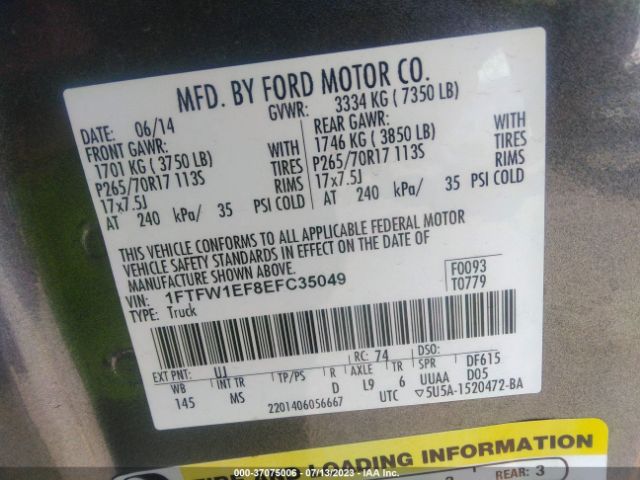 MFD. BY FORD MOTOR CO.
DATE: 06/14 GVWR: 3334 KG ( 7350 LB)
FRONT GAWR: REAR GAWR:
1701 KG ( 3750 LB) WITH 1746 KG ( 3850 LB) WITH
P265/70R17 113S TIRES P265/70R17 113S TIRES
17x7.5J RIMS 17x7.5J RIMS
AT 240 kPa/ 35 PSI COLD AT 240 kPa/ 35 PSI COLD
THIS VEHICLE CONFORMS TO ALL APPLICABLE FEDERAL MOTOR
VEHICLE SAFETY STANDARDS IN EFFECT ON THE DATE OF
MANUFACTURE SHOWN ABOVE.
VIN: 1FTFW1EF8EFC35049 F0093
TYPE: Truck T0779
EXT PNT: UJ RC: 74 DSO:
WB INT TR TP/PS R AXLE TR SPR DF615
145 MS D L9 6 UUAA D05
2201406056667 UTC ▽5U5A-1520472-BA
TIRE AND LOADING INFORMATION
REAR: 3
000-37075006 - 07/13/2023 - IAAI.COM